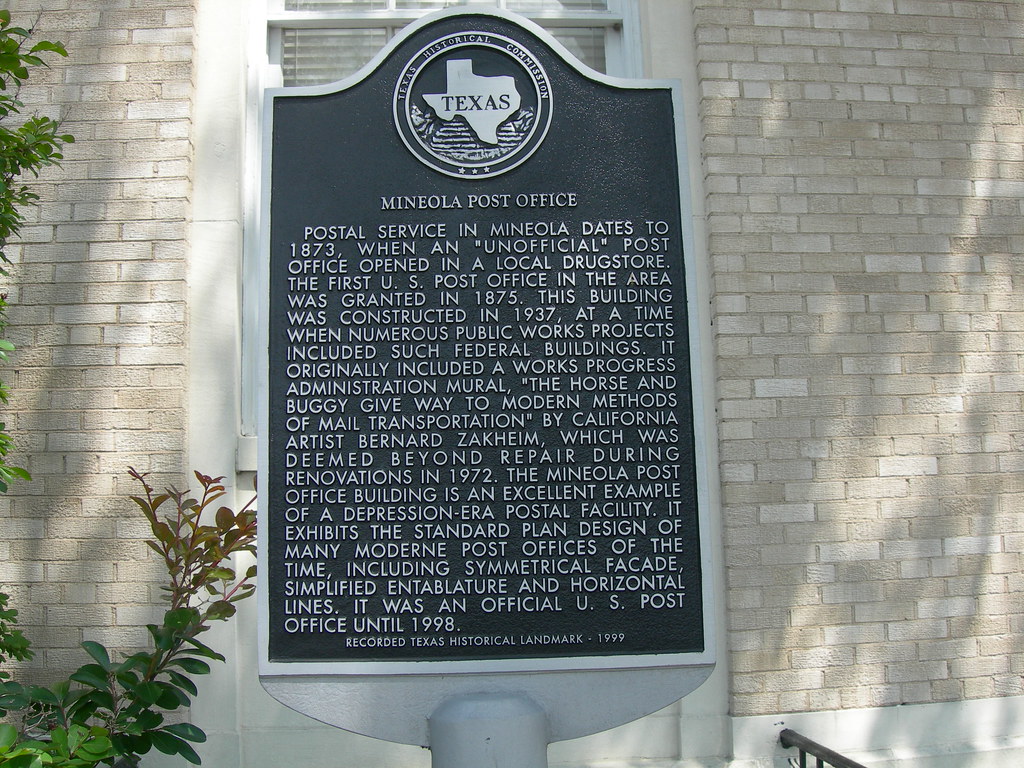 TEXAS HISTORICAL COMMISSION
TEXAS
MINEOLA POST OFFICE
POSTAL SERVICE IN MINEOLA DATES TO
1873, WHEN AN "UNOFFICIAL" POST
OFFICE OPENED IN A LOCAL DRUGSTORE.
THE FIRST U. S. POST OFFICE IN THE AREA
WAS GRANTED IN 1875. THIS BUILDING
WAS CONSTRUCTED IN 1937, AT A TIME
WHEN NUMEROUS PUBLIC WORKS PROJECTS
INCLUDED SUCH FEDERAL BUILDINGS. IT
ORIGINALLY INCLUDED A WORKS PROGRESS
ADMINISTRATION MURAL, "THE HORSE AND
BUGGY GIVE WAY TO MODERN METHODS
OF MAIL TRANSPORTATION" BY CALIFORNIA
ARTIST BERNARD ZAKHEIM, WHICH WAS
DEEMED BEYOND REPAIR DURING
RENOVATIONS IN 1972. THE MINEOLA POST
OFFICE BUILDING IS AN EXCELLENT EXAMPLE
OF A DEPRESSION-ERA POSTAL FACILITY. IT
EXHIBITS THE STANDARD PLAN DESIGN OF
MANY MODERNE POST OFFICES OF THE
TIME, INCLUDING SYMMETRICAL FACADE,
SIMPLIFIED ENTABLATURE AND HORIZONTAL
LINES. IT WAS AN OFFICIAL U. S. POST
OFFICE UNTIL 1998.
RECORDED TEXAS HISTORICAL LANDMARK - 1999